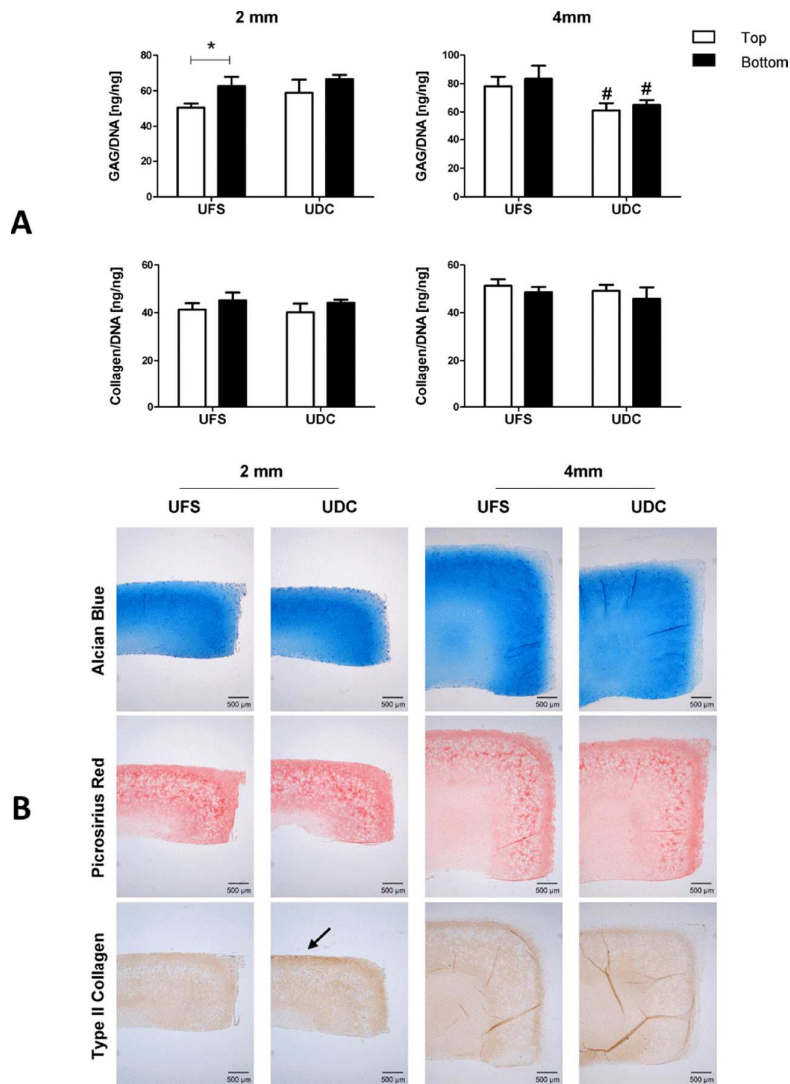 2 mm
4mm
Top
Bottom
A
GAG/DNA [ng/ng]
80
60
40
20
0
*
UFS
UDC
GAG/DNA [ng/ng]
100
80
60
40
20
0
#
#
UFS
UDC
Collagen/DNA [ng/ng]
60
40
20
0
UFS
UDC
Collagen/DNA [ng/ng]
60
40
20
0
UFS
UDC
2 mm
4mm
UFS
UDC
UFS
UDC
B
Alcian Blue
500 µm
500 µm
500 µm
500 µm
Picrosirius Red
500 µm
500 µm
500 µm
500 µm
Type II Collagen
500 µm
500 µm
500 µm
500 µm